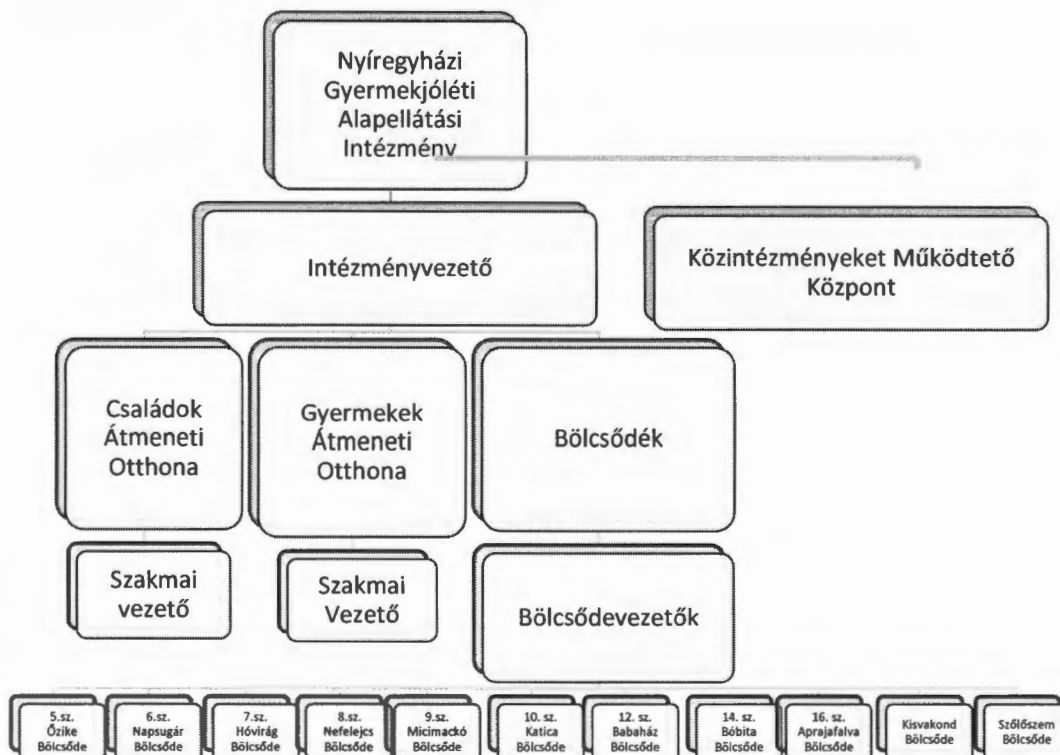 Nyíregyházi
Gyermekjóléti
Alapellátási
Intézmény
Intézményvezető
Közintézményeket Működtető
Központ
Családok
Átmeneti
Otthona
Gyermekek
Átmeneti
Otthona
Bölcsődék
Szakmai
vezető
Szakmai
Vezető
Bölcsődevezetők
5.sz.
Őzike
Bölcsőde
6.sz.
Napsugár
Bölcsőde
7.sz.
Hóvirág
Bölcsőde
8.sz.
Nefelejcs
Bölcsőde
9.sz.
Micimackó
Bölcsőde
10. sz.
Katica
Bölcsőde
12. sz.
Babaház
Bölcsőde
14. sz.
Bóbita
Bölcsőde
16. sz.
Aprajafalva
Bölcsőde
Kisvakond
Bölcsőde
Szőlőszem
Bölcsőde